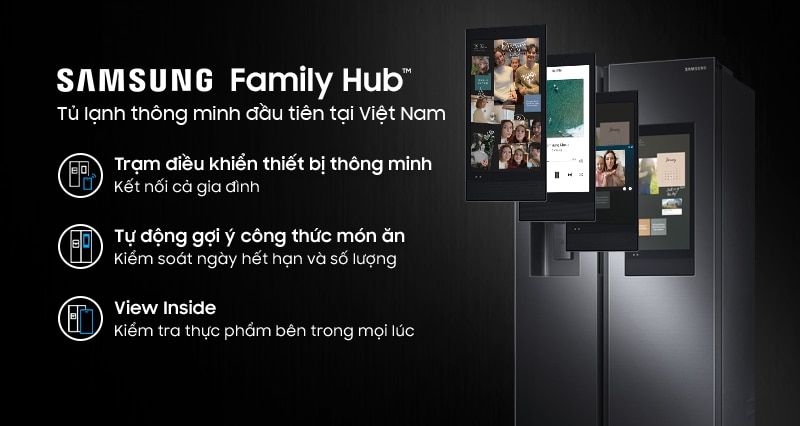 SAMSUNG Family Hub™
Tủ lạnh thông minh đầu tiên tại Việt Nam
Trạm điều khiển thiết bị thông minh
Kết nối cả gia đình
Tự động gợi ý công thức món ăn
Kiểm soát ngày hết hạn và số lượng
View Inside
Kiểm tra thực phẩm bên trong mọi lúc
SAMSUNG